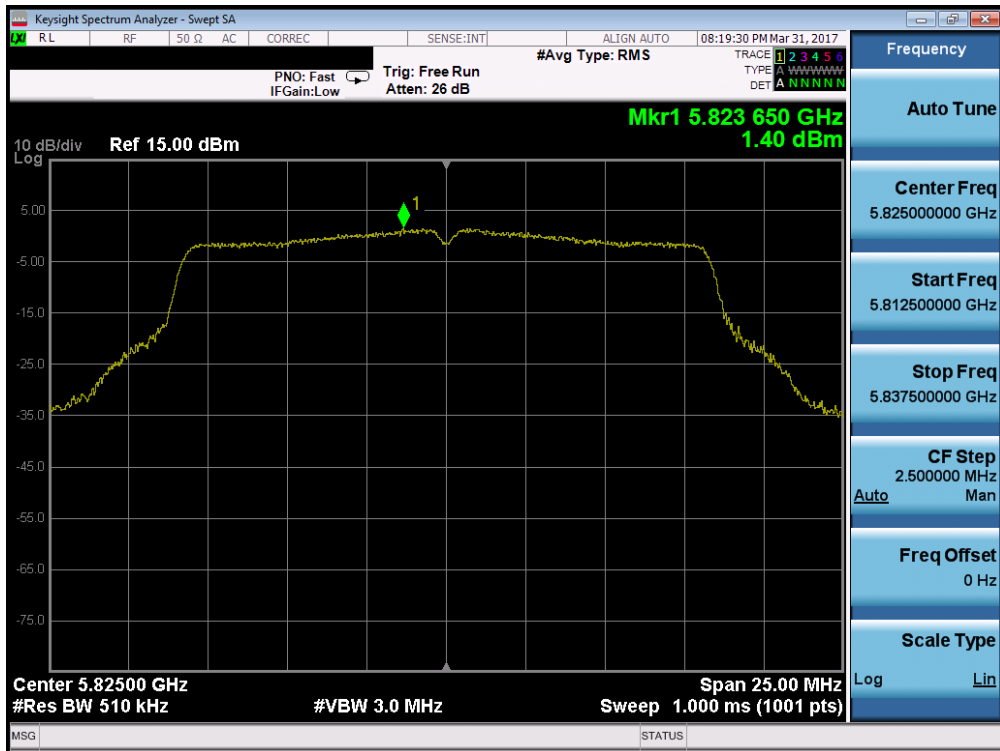 Keysight Spectrum Analyzer - Swept SA
LXI RL RF 50 Ω AC CORREC SENSE:INT ALIGN AUTO 08:19:30 PM Mar 31, 2017
#Avg Type: RMS
TRACE 1 2 3 4 5 6
PNO: Fast Trig: Free Run
TYPE A WWWWW
IFGain:Low Atten: 26 dB
DET A N N N N N
Mkr1 5.823 650 GHz
1.40 dBm
10 dB/div Ref 15.00 dBm
Log
1
5.00
-5.00
-15.0
-25.0
-35.0
-45.0
-55.0
-65.0
-75.0
Center 5.82500 GHz Span 25.00 MHz
#Res BW 510 kHz #VBW 3.0 MHz Sweep 1.000 ms (1001 pts)
MSG STATUS
Frequency
Auto Tune
Center Freq
5.825000000 GHz
Start Freq
5.812500000 GHz
Stop Freq
5.837500000 GHz
CF Step
2.500000 MHz
Auto Man
Freq Offset
0 Hz
Scale Type
Log Lin